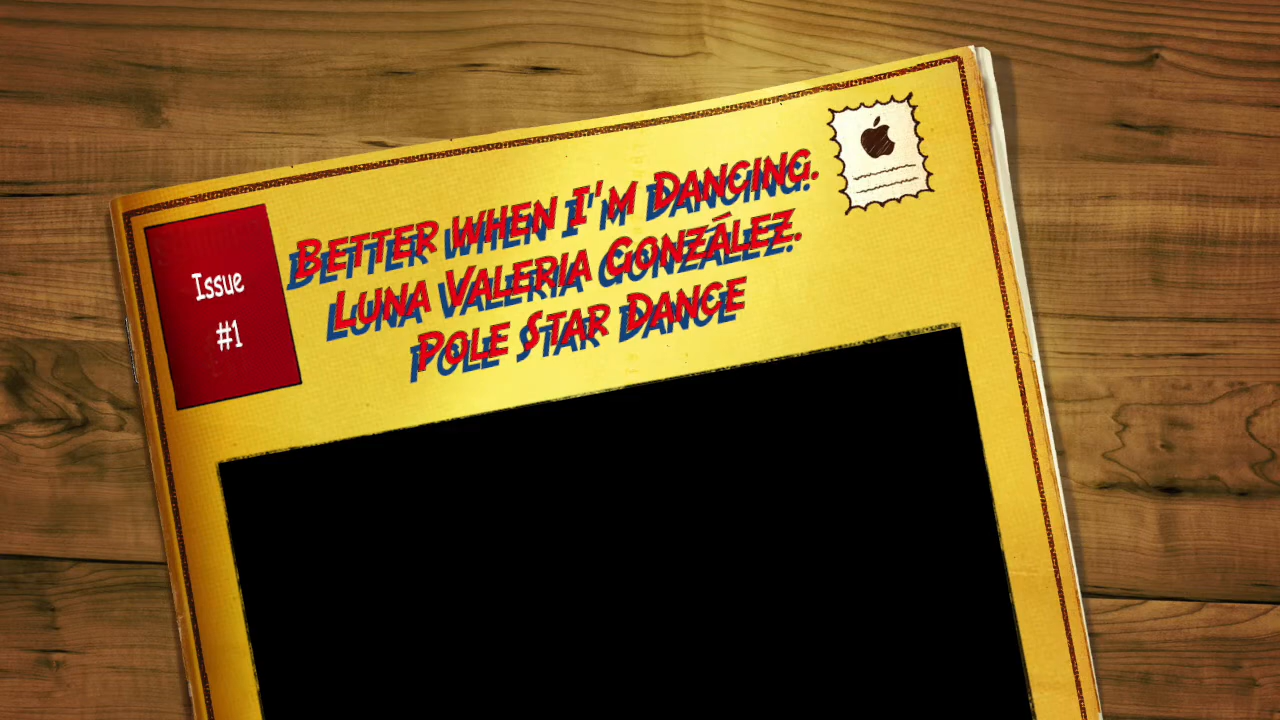 Issue
#1
Better when I'm Dancing.
Luna Valeria González.
Pole Star Dance